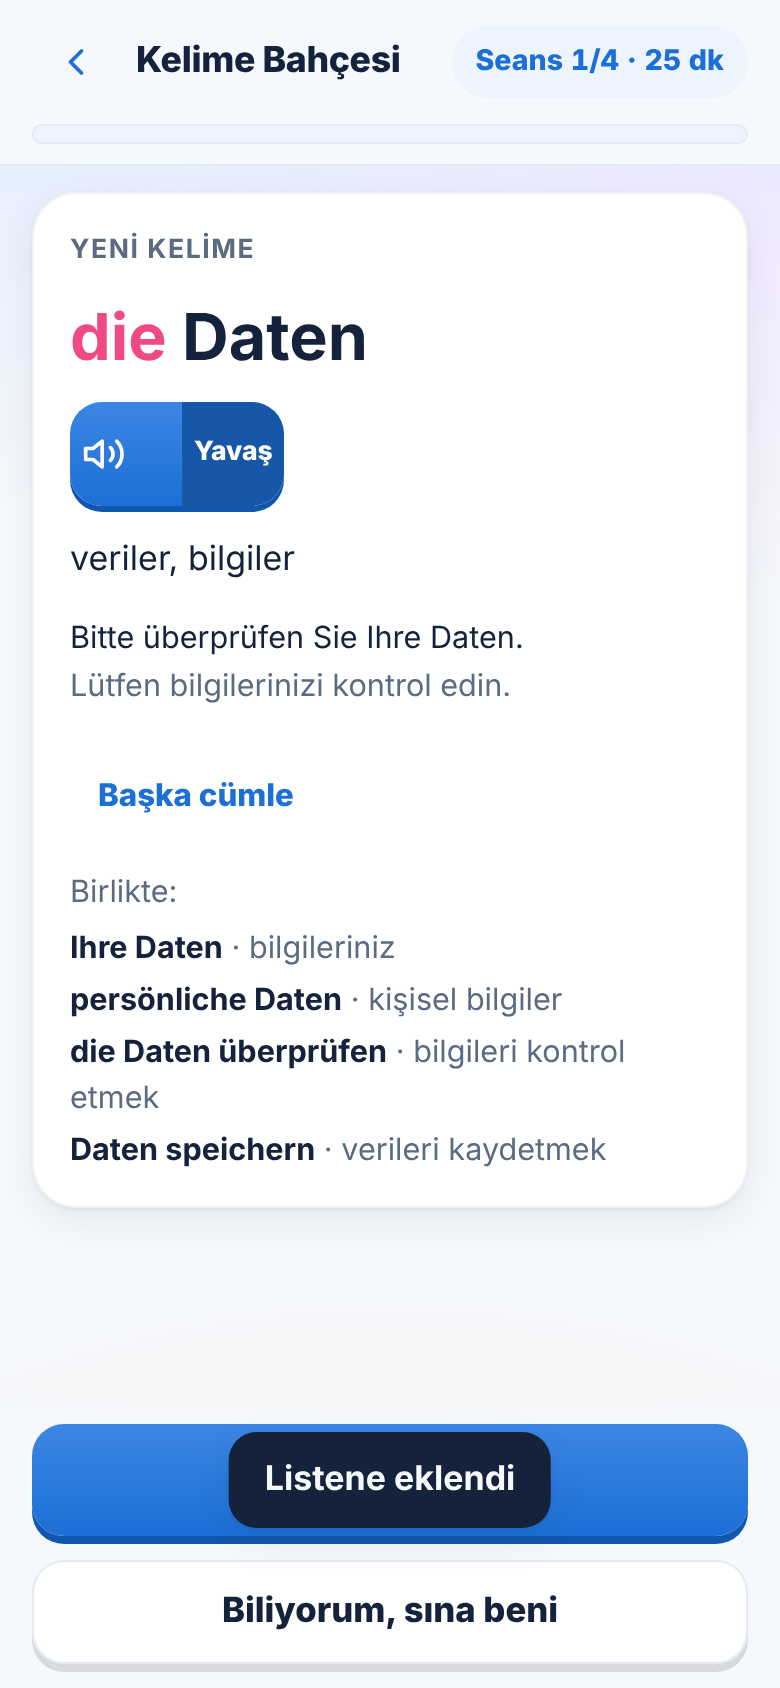 Kelime Bahçesi
Seans 1/4 · 25 dk
YENİ KELİME
die Daten
Yavaş
veriler, bilgiler
Bitte überprüfen Sie Ihre Daten.
Lütfen bilgilerinizi kontrol edin.
Başka cümle
Birlikte:
Ihre Daten · bilgileriniz
persönliche Daten · kişisel bilgiler
die Daten überprüfen · bilgileri kontrol
etmek
Daten speichern · verileri kaydetmek
Listene eklendi
Biliyorum, sına beni